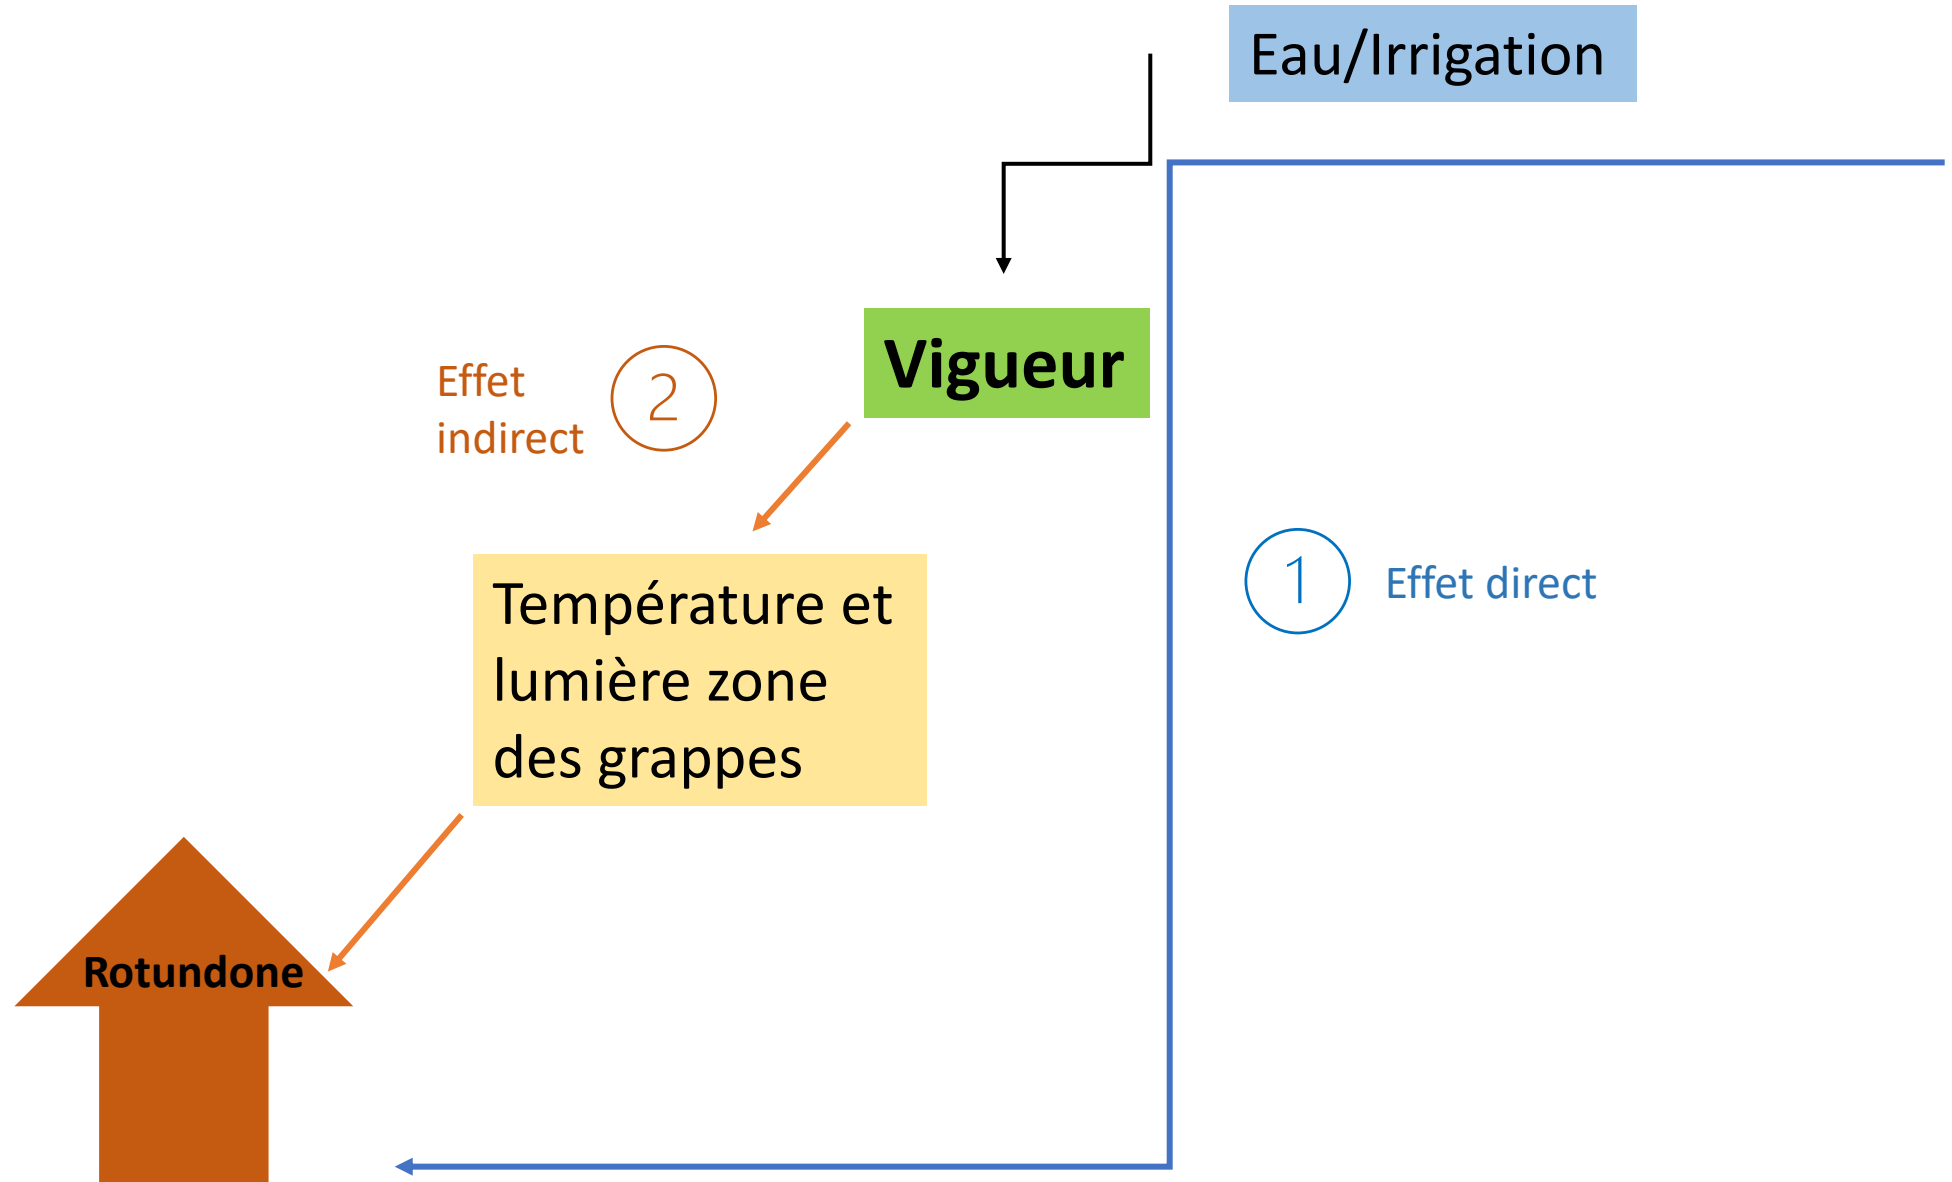 Eau/Irrigation
Vigueur
Effet
indirect
2
Température et
lumière zone
des grappes
1
Effet direct
Rotundone